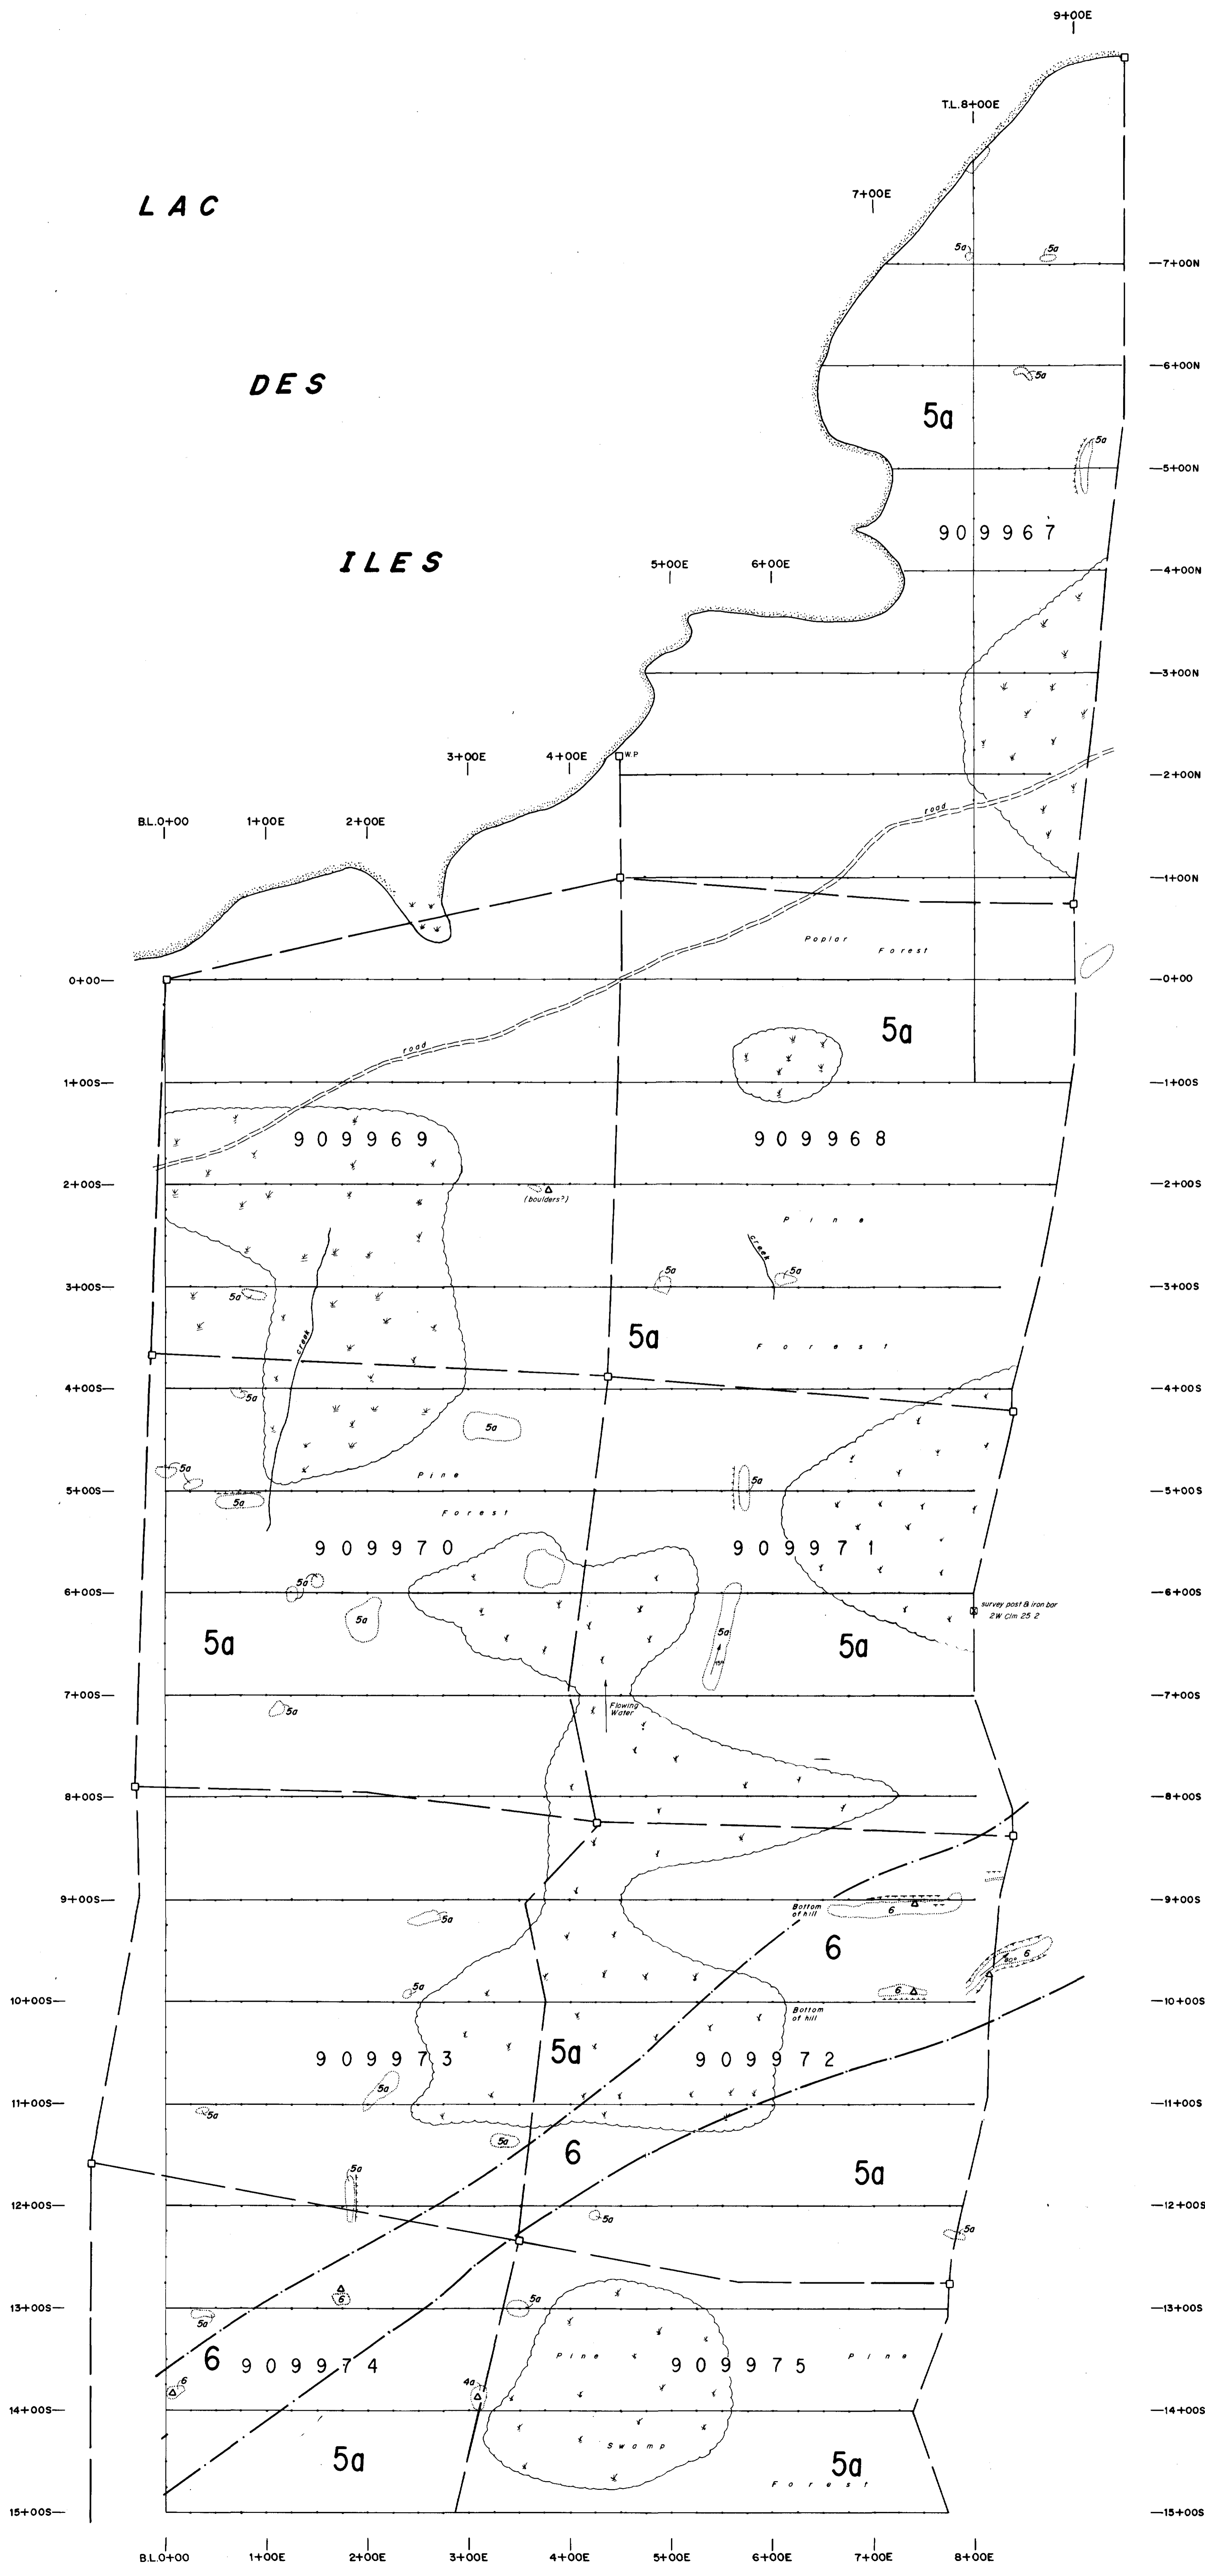 9+00E
T.L.8+00E
LAC
7+00E
5a
5a
7+00N
6+00N
5a
DES
5a
5a
5+00N
909967
ILES
5+00E
6+00E
4+00N
3+00N
W.P
3+00E
4+00E
2+00N
road
B.L.0+00
1+00E
2+00E
1+00N
Poplar
Forest
0+00
0+00
5a
road
1+00S
1+00S
909969
909968
2+00S
(boulders?)
2+00S
Pine
creek
5a
5a
3+00S
5a
3+00S
creek
5a
Forest
4+00S
5a
4+00S
5a
5a
Pine
5a
5+00S
5a
5+00S
Forest
909970
909971
5a
6+00S
6+00S
survey post & iron bar
2W Clm 25 2
5a
5a
5a
5a
15°
7+00S
5a
Flowing
Water
7+00S
8+00S
8+00S
9+00S
9+00S
Bottom
of hill
6
5a
6
6
80°
5a
6
10+00S
10+00S
Bottom
of hill
5a
909973
909972
5a
11+00S
5a
11+00S
5a
6
5a
5a
12+00S
12+00S
5a
5a
6
5a
13+00S
13+00S
5a
6
909974
Pine
909975
Pine
6
4a
14+00S
14+00S
Swamp
5a
5a
Forest
15+00S
15+00S
B.L.0+00
1+00E
2+00E
3+00E
4+00E
5+00E
6+00E
7+00E
8+00E